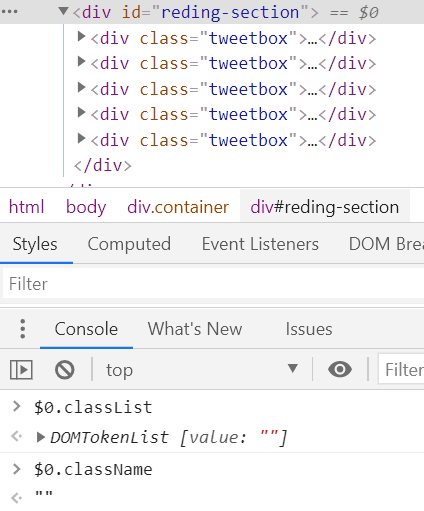 <div id="reding-section"> == $0
<div class="tweetbox">…</div>
<div class="tweetbox">…</div>
<div class="tweetbox">…</div>
<div class="tweetbox">…</div>
<div class="tweetbox">…</div>
</div>
html body div.container div#reding-section
Styles Computed Event Listeners DOM Brea
Filter
Console What's New Issues
top Filter
> $0.classList
DOMTokenList [value: ""]
> $0.className
""